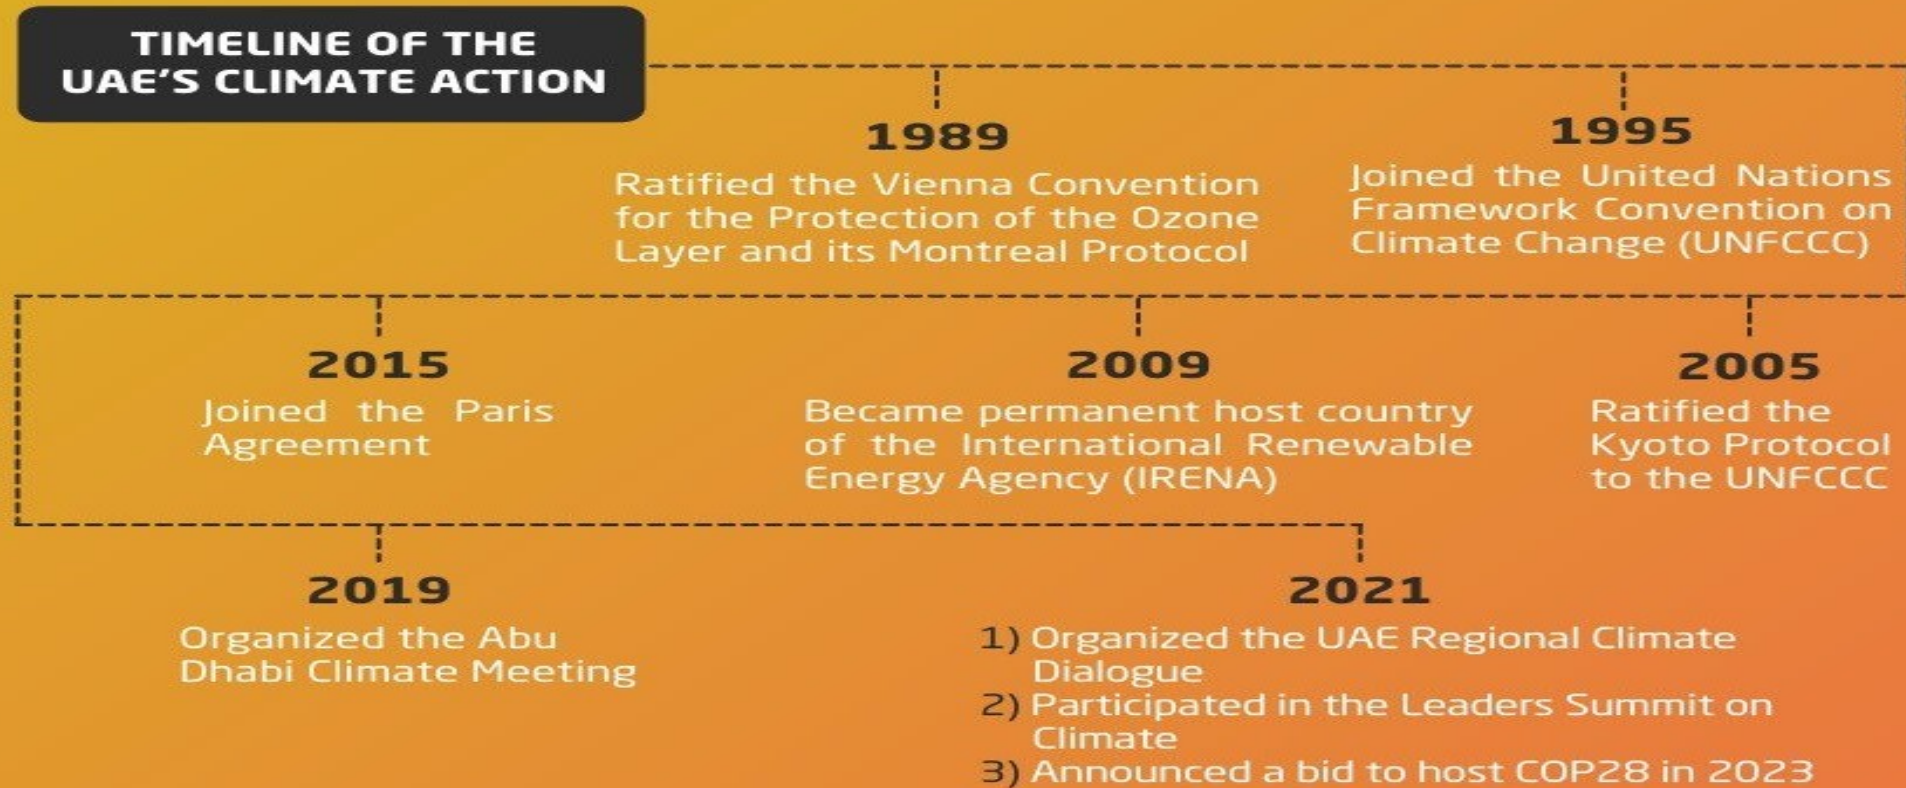 TIMELINE OF THE
UAE'S CLIMATE ACTION
1989
Ratified the Vienna Convention
for the Protection of the Ozone
Layer and its Montreal Protocol
1995
Joined the United Nations
Framework Convention on
Climate Change (UNFCCC)
2015
Joined the Paris
Agreement
2009
Became permanent host country
of the International Renewable
Energy Agency (IRENA)
2005
Ratified the
Kyoto Protocol
to the UNFCCC
2019
Organized the Abu
Dhabi Climate Meeting
2021
1) Organized the UAE Regional Climate
Dialogue
2) Participated in the Leaders Summit on
Climate
3) Announced a bid to host COP28 in 2023